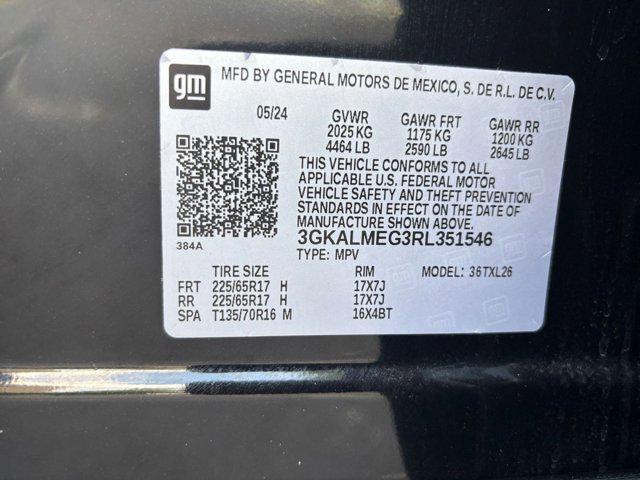 gm
MFD BY GENERAL MOTORS DE MEXICO, S. DE R.L. DE C.V.
05/24 GVWR GAWR FRT GAWR RR
2025 KG 1175 KG 1200 KG
4464 LB 2590 LB 2645 LB
THIS VEHICLE CONFORMS TO ALL
APPLICABLE U.S. FEDERAL MOTOR
VEHICLE SAFETY AND THEFT PREVENTION
STANDARDS IN EFFECT ON THE DATE OF
MANUFACTURE SHOWN ABOVE.
384A 3GKALMEG3RL351546
TYPE: MPV
TIRE SIZE RIM MODEL: 36TXL26
FRT 225/65R17 H 17X7J
RR 225/65R17 H 17X7J
SPA T135/70R16 M 16X4BT